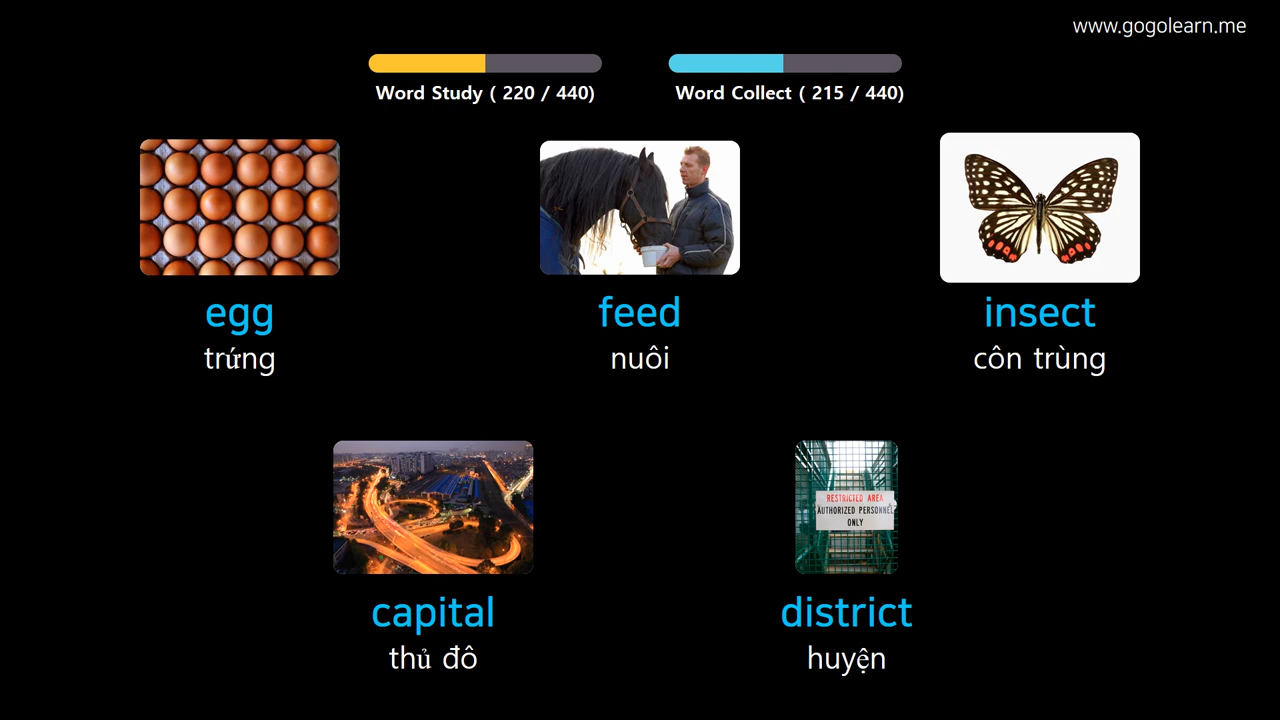 www.gogolearn.me
Word Study ( 220 / 440)
Word Collect ( 215 / 440)
egg
feed
insect
trứng
nuôi
côn trùng
RESTRICTED AREA
AUTHORIZED PERSONNEL
ONLY
capital
district
thủ đô
huyện